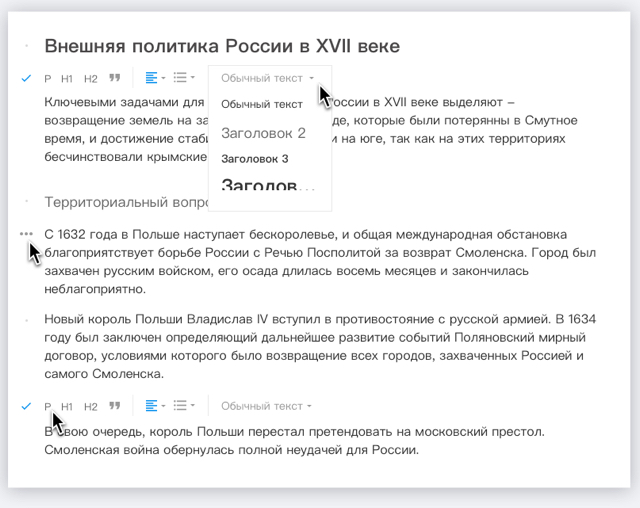 Внешняя политика России в XVII веке
P H1 H2 Обычный текст
Ключевыми задачами для России в XVII веке выделяют –
Обычный текст
возвращение земель на за де, которые были потерянны в Смутное
Заголовок 2
время, и достижение стаби и на юге, так как на этих территориях
Заголовок 3
бесчинствовали крымские
Заголов...
Территориальный вопро
С 1632 года в Польше наступает бескоролевье, и общая международная обстановка
благоприятствует борьбе России с Речью Посполитой за возврат Смоленска. Город был
захвачен русским войском, его осада длилась восемь месяцев и закончилась
неблагоприятно.
Новый король Польши Владислав IV вступил в противостояние с русской армией. В 1634
году был заключен определяющий дальнейшее развитие событий Поляновский мирный
договор, условиями которого было возвращение всех городов, захваченных Россией и
самого Смоленска.
P H1 H2 Обычный текст
В свою очередь, король Польши перестал претендовать на московский престол.
Смоленская война обернулась полной неудачей для России.